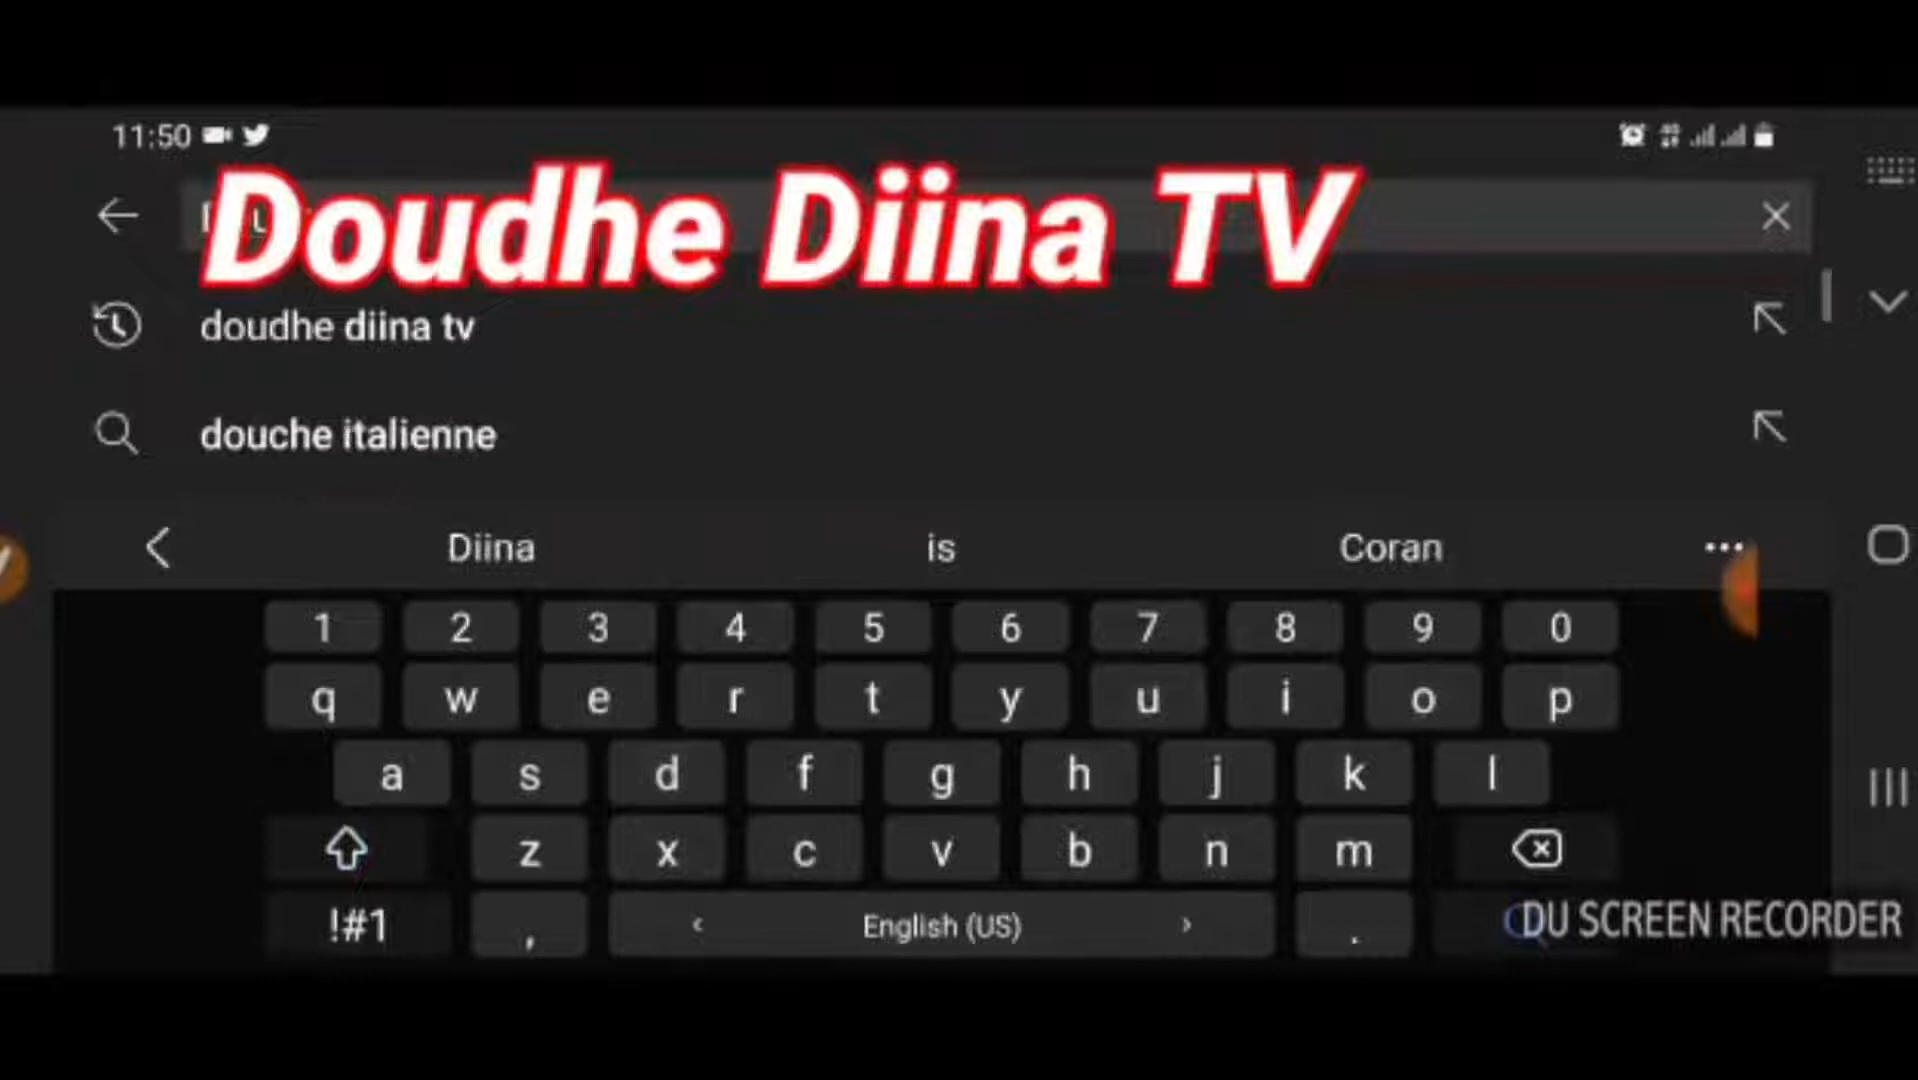 11:50
Doudhe Diina TV
doudhe diina tv
douche italienne
Diina is Coran
1 2 3 4 5 6 7 8 9 0
q w e r t y u i o p
a s d f g h j k l
z x c v b n m
!#1 , < English (US) > .
DU SCREEN RECORDER